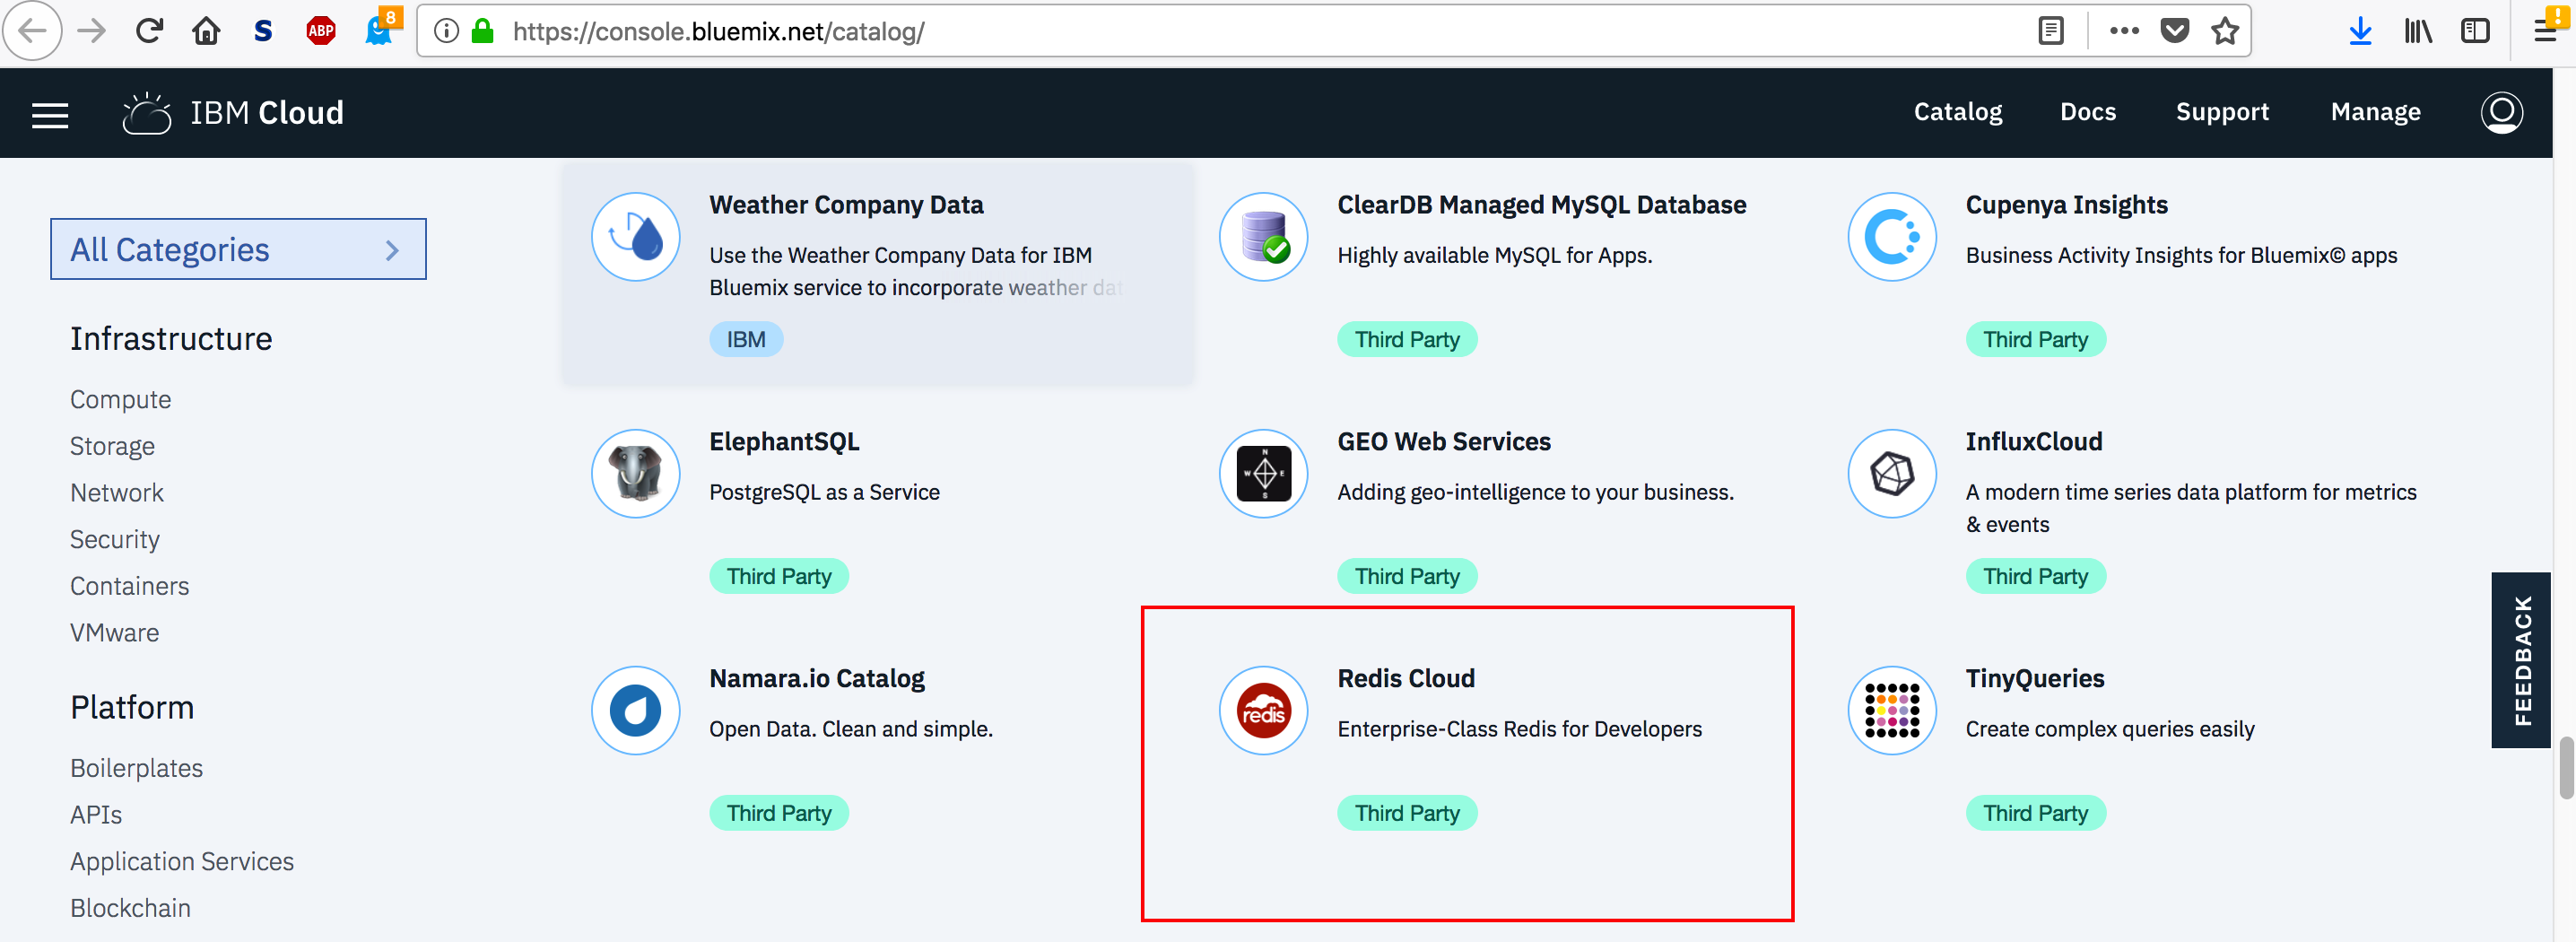 S
ABP
8
https://console.bluemix.net/catalog/
IBM Cloud
Catalog
Docs
Support
Manage
All Categories
Infrastructure
Compute
Storage
Network
Security
Containers
VMware
Platform
Boilerplates
APIs
Application Services
Blockchain
Weather Company Data
Use the Weather Company Data for IBM
Bluemix service to incorporate weather dat
IBM
ClearDB Managed MySQL Database
Highly available MySQL for Apps.
Third Party
Cupenya Insights
Business Activity Insights for Bluemix© apps
Third Party
ElephantSQL
PostgreSQL as a Service
Third Party
N
W E
S
GEO Web Services
Adding geo-intelligence to your business.
Third Party
InfluxCloud
A modern time series data platform for metrics
& events
Third Party
Namara.io Catalog
Open Data. Clean and simple.
Third Party
redis
Redis Cloud
Enterprise-Class Redis for Developers
Third Party
TinyQueries
Create complex queries easily
Third Party
FEEDBACK